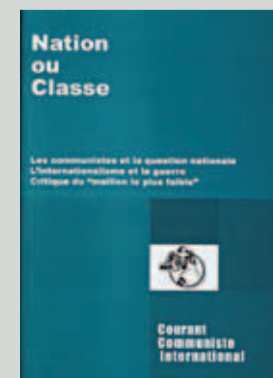 Nation
ou
Classe
Les communistes et la question nationale
L'Internationalisme et la guerre
Critique du "maillon le plus faible"
Courant
Communiste
International